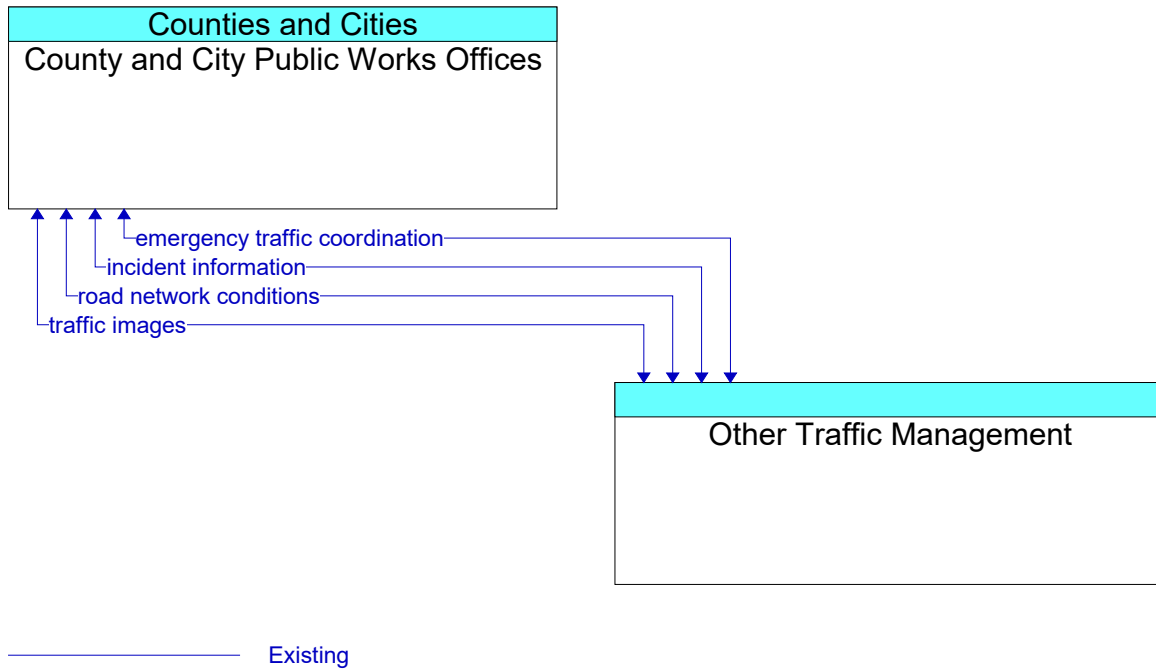 Counties and Cities
County and City Public Works Offices
emergency traffic coordination
incident information
road network conditions
traffic images
Other Traffic Management
Existing